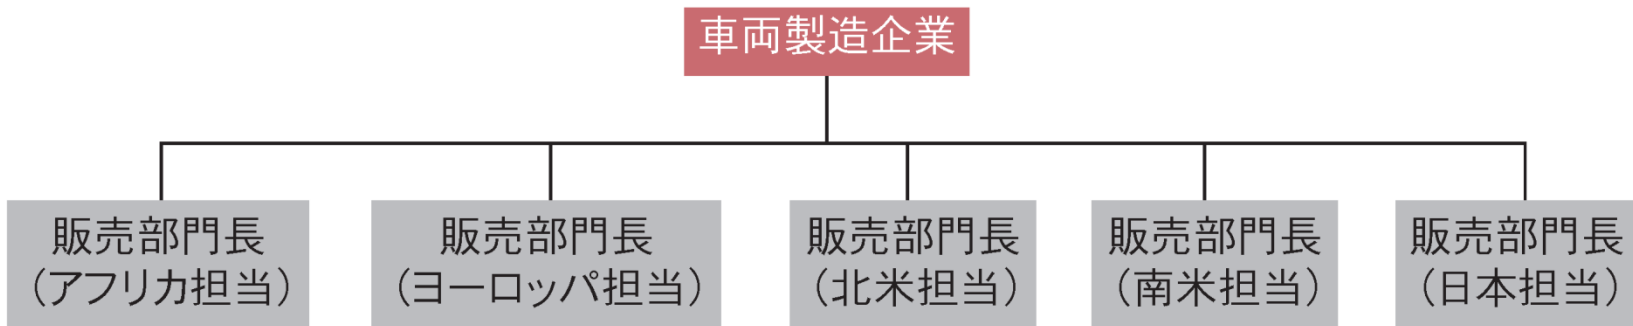 車両製造企業
販売部門長
（アフリカ担当）
販売部門長
（ヨーロッパ担当）
販売部門長
（北米担当）
販売部門長
（南米担当）
販売部門長
（日本担当）